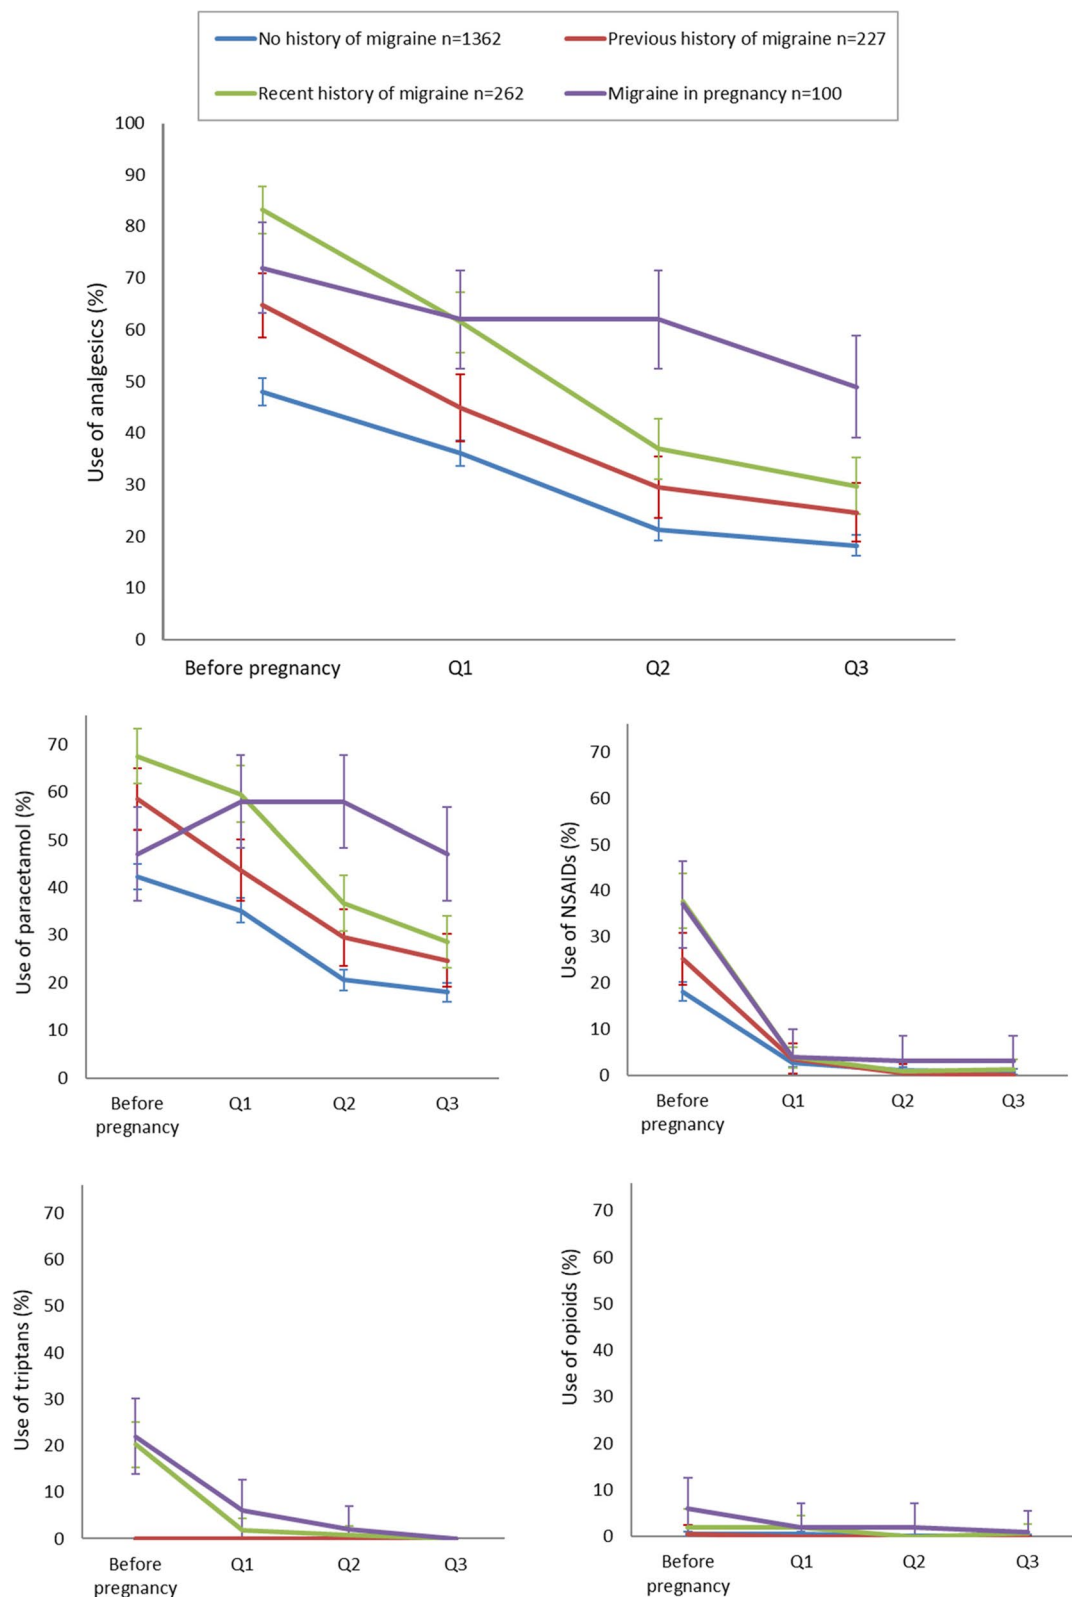 No history of migraine n=1362
Previous history of migraine n=227
Recent history of migraine n=262
Migraine in pregnancy n=100
Use of analgesics (%)
100
90
80
70
60
50
40
30
20
10
0
Before pregnancy
Q1
Q2
Q3
Use of paracetamol (%)
70
60
50
40
30
20
10
0
Before
pregnancy
Q1
Q2
Q3
Use of NSAIDs (%)
70
60
50
40
30
20
10
0
Before
pregnancy
Q1
Q2
Q3
Use of triptans (%)
70
60
50
40
30
20
10
0
Before
pregnancy
Q1
Q2
Q3
Use of opioids (%)
70
60
50
40
30
20
10
0
Before
pregnancy
Q1
Q2
Q3